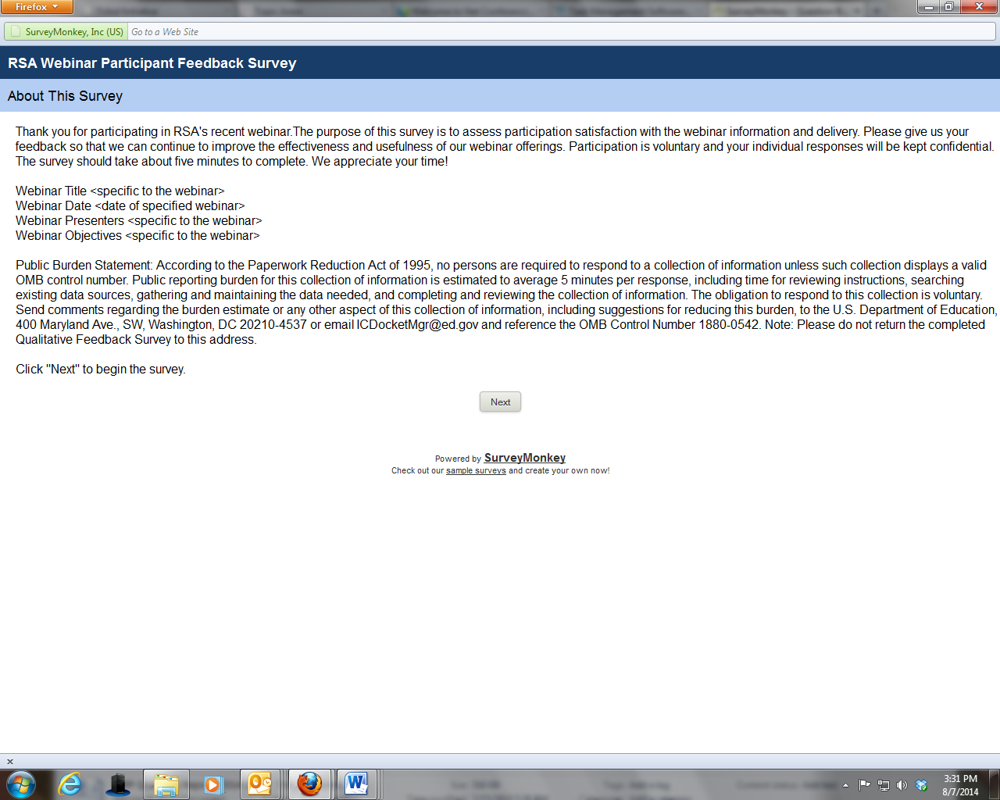 Firefox
SurveyMonkey, Inc (US) Go to a Web Site
RSA Webinar Participant Feedback Survey
About This Survey
Thank you for participating in RSA's recent webinar.The purpose of this survey is to assess participation satisfaction with the webinar information and delivery. Please give us your
feedback so that we can continue to improve the effectiveness and usefulness of our webinar offerings. Participation is voluntary and your individual responses will be kept confidential.
The survey should take about five minutes to complete. We appreciate your time!
Webinar Title <specific to the webinar>
Webinar Date <date of specified webinar>
Webinar Presenters <specific to the webinar>
Webinar Objectives <specific to the webinar>
Public Burden Statement: According to the Paperwork Reduction Act of 1995, no persons are required to respond to a collection of information unless such collection displays a valid
OMB control number. Public reporting burden for this collection of information is estimated to average 5 minutes per response, including time for reviewing instructions, searching
existing data sources, gathering and maintaining the data needed, and completing and reviewing the collection of information. The obligation to respond to this collection is voluntary.
Send comments regarding the burden estimate or any other aspect of this collection of information, including suggestions for reducing this burden, to the U.S. Department of Education,
400 Maryland Ave., SW, Washington, DC 20210-4537 or email ICDocketMgr@ed.gov and reference the OMB Control Number 1880-0542. Note: Please do not return the completed
Qualitative Feedback Survey to this address.
Click "Next" to begin the survey.
Next
Powered by SurveyMonkey
Check out our sample surveys and create your own now!
3:31 PM
8/7/2014